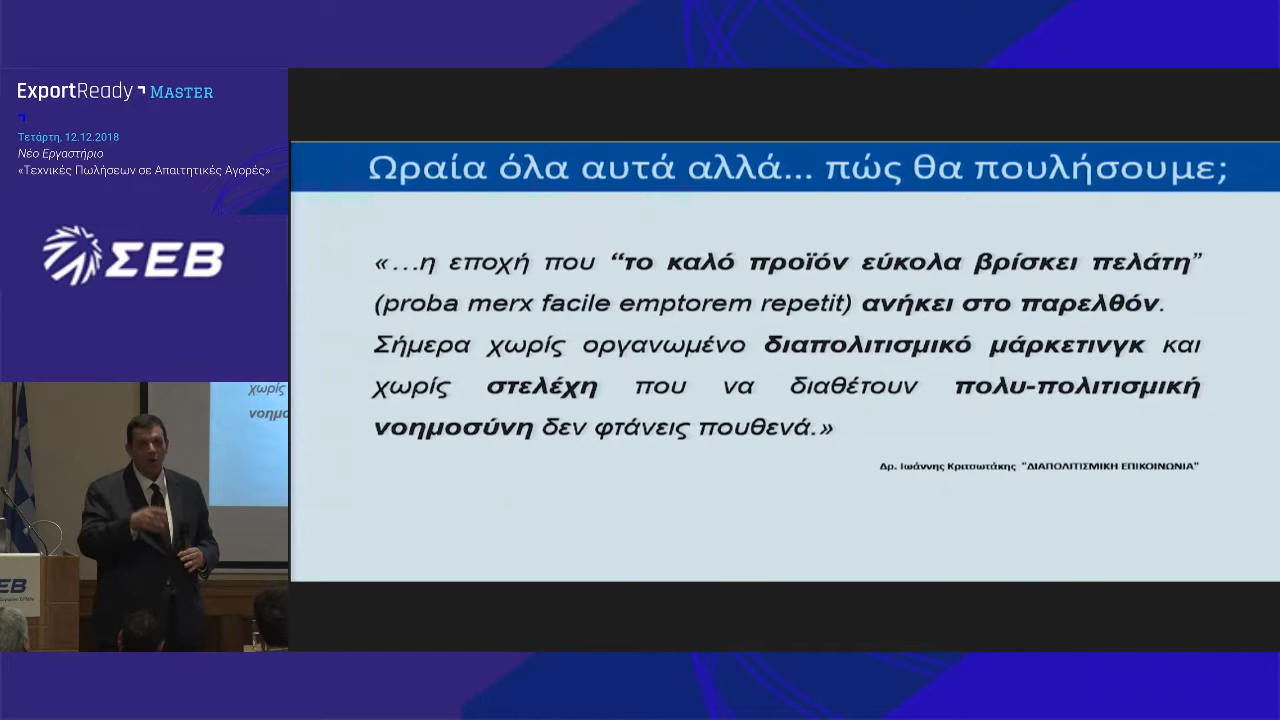 ExportReady MASTER
Τετάρτη, 12.12.2018
Νέο Εργαστήριο
«Τεχνικές Πωλήσεων σε Απαιτητικές Αγορές»
ΣΕΒ
Ωραία όλα αυτά αλλά... πώς θα πουλήσουμε;
«…η εποχή που “το καλό προϊόν εύκολα βρίσκει πελάτη”
(proba merx facile emptorem repetit) ανήκει στο παρελθόν.
Σήμερα χωρίς οργανωμένο διαπολιτισμικό μάρκετινγκ και
χωρίς στελέχη που να διαθέτουν πολυ-πολιτισμική
νοημοσύνη δεν φτάνεις πουθενά.»
Δρ. Ιωάννης Κριτσωτάκης "ΔΙΑΠΟΛΙΤΙΣΜΙΚΗ ΕΠΙΚΟΙΝΩΝΙΑ"
χωρίς
νοημο
ΕΒ